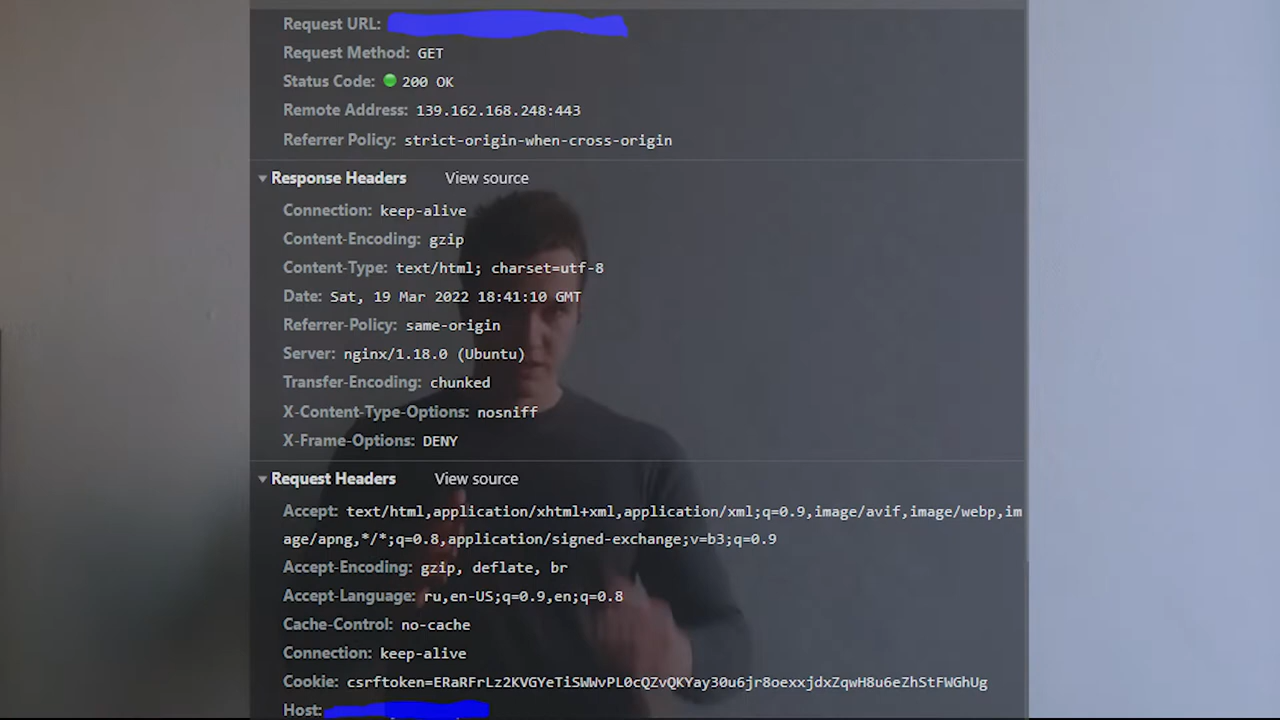 Request URL:
Request Method: GET
Status Code: 200 OK
Remote Address: 139.162.168.248:443
Referrer Policy: strict-origin-when-cross-origin
Response Headers View source
Connection: keep-alive
Content-Encoding: gzip
Content-Type: text/html; charset=utf-8
Date: Sat, 19 Mar 2022 18:41:10 GMT
Referrer-Policy: same-origin
Server: nginx/1.18.0 (Ubuntu)
Transfer-Encoding: chunked
X-Content-Type-Options: nosniff
X-Frame-Options: DENY
Request Headers View source
Accept: text/html,application/xhtml+xml,application/xml;q=0.9,image/avif,image/webp,im
age/apng,*/*;q=0.8,application/signed-exchange;v=b3;q=0.9
Accept-Encoding: gzip, deflate, br
Accept-Language: ru,en-US;q=0.9,en;q=0.8
Cache-Control: no-cache
Connection: keep-alive
Cookie: csrftoken=ERaRFrLz2KVGYeTiSWWvPL0cQZvQKYay30u6jr8oexxjdxZqwH8u6eZhStFWGhUg
Host: